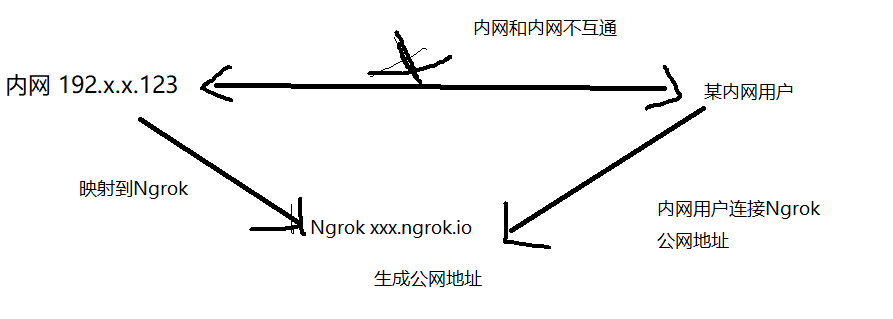 内网和内网不互通
内网 192.x.x.123
某内网用户
映射到Ngrok
Ngrok xxx.ngrok.io
内网用户连接Ngrok
公网地址
生成公网地址